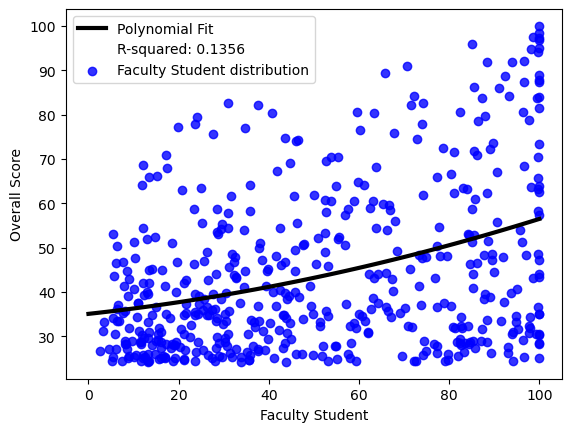 Polynomial Fit
R-squared: 0.1356
Faculty Student distribution
Overall Score
100
90
80
70
60
50
40
30
0 20 40 60 80 100
Faculty Student